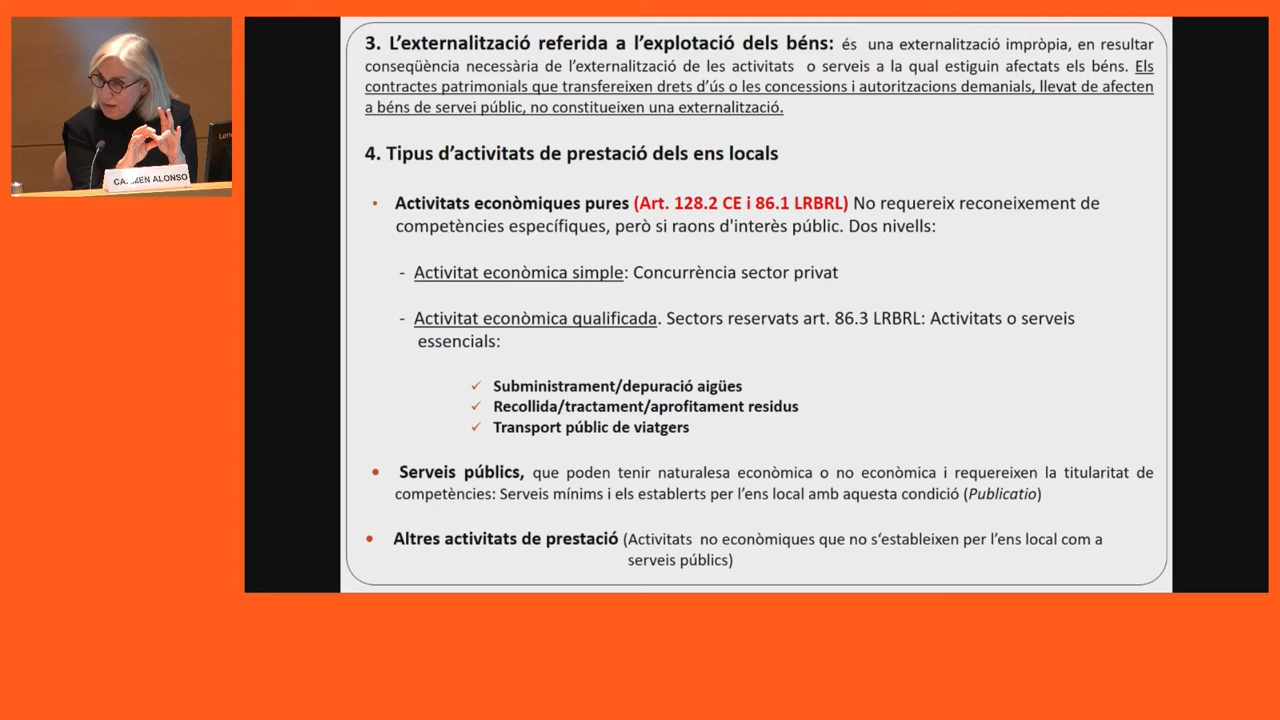 3. L'externalització referida a l'explotació dels béns: és una externalització impròpia, en resultar
conseqüència necessària de l'externalització de les activitats o serveis a la qual estiguin afectats els béns. Els
contractes patrimonials que transfereixen drets d'ús o les concessions i autoritzacions demanials, llevat de afecten
a béns de servei públic, no constitueixen una externalització.
4. Tipus d'activitats de prestació dels ens locals
• Activitats econòmiques pures (Art. 128.2 CE i 86.1 LRBRL) No requereix reconeixement de
competències específiques, però si raons d'interès públic. Dos nivells:
- Activitat econòmica simple: Concurrència sector privat
- Activitat econòmica qualificada. Sectors reservats art. 86.3 LRBRL: Activitats o serveis
essencials:
✓ Subministrament/depuració aigües
✓ Recollida/tractament/aprofitament residus
✓ Transport públic de viatgers
• Serveis públics, que poden tenir naturalesa econòmica o no econòmica i requereixen la titularitat de
competències: Serveis mínims i els establerts per l'ens local amb aquesta condició (Publicatio)
• Altres activitats de prestació (Activitats no econòmiques que no s'estableixen per l'ens local com a
serveis públics)
CARMEN ALONSO